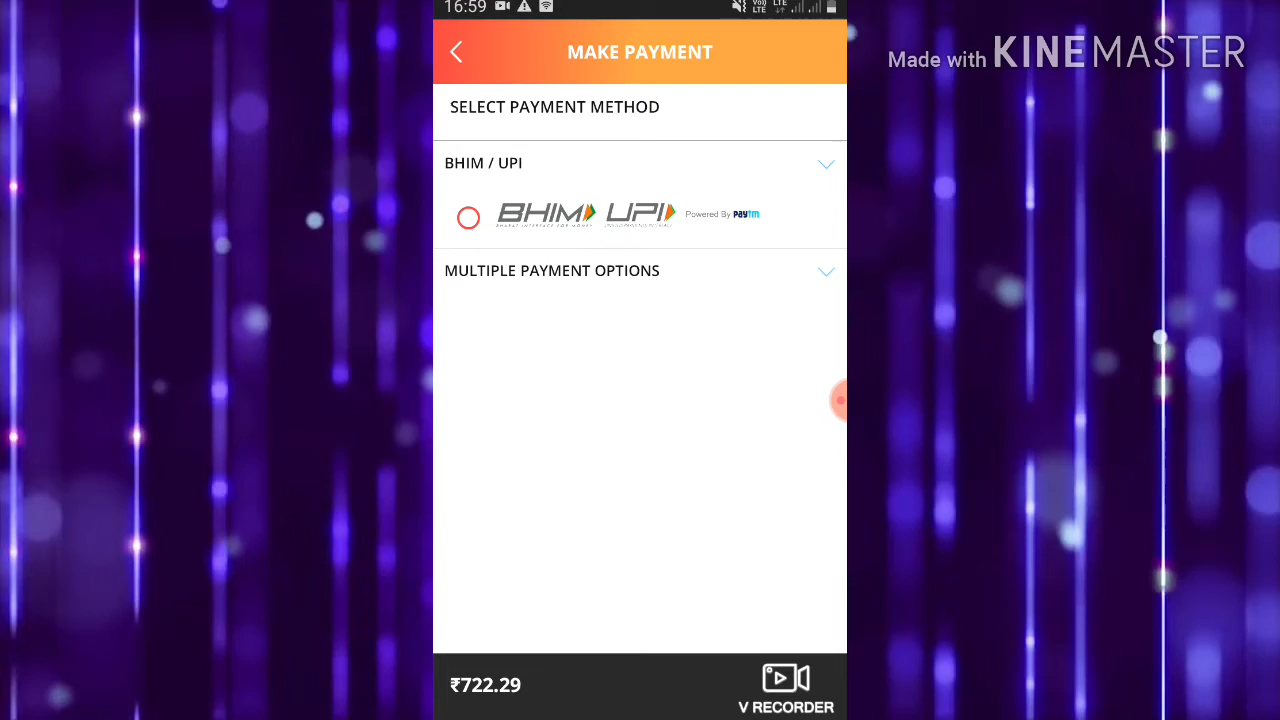 16:59
Made with KINEMASTER
MAKE PAYMENT
SELECT PAYMENT METHOD
BHIM / UPI
BHIM UPI Powered By paytm
MULTIPLE PAYMENT OPTIONS
₹722.29
V RECORDER